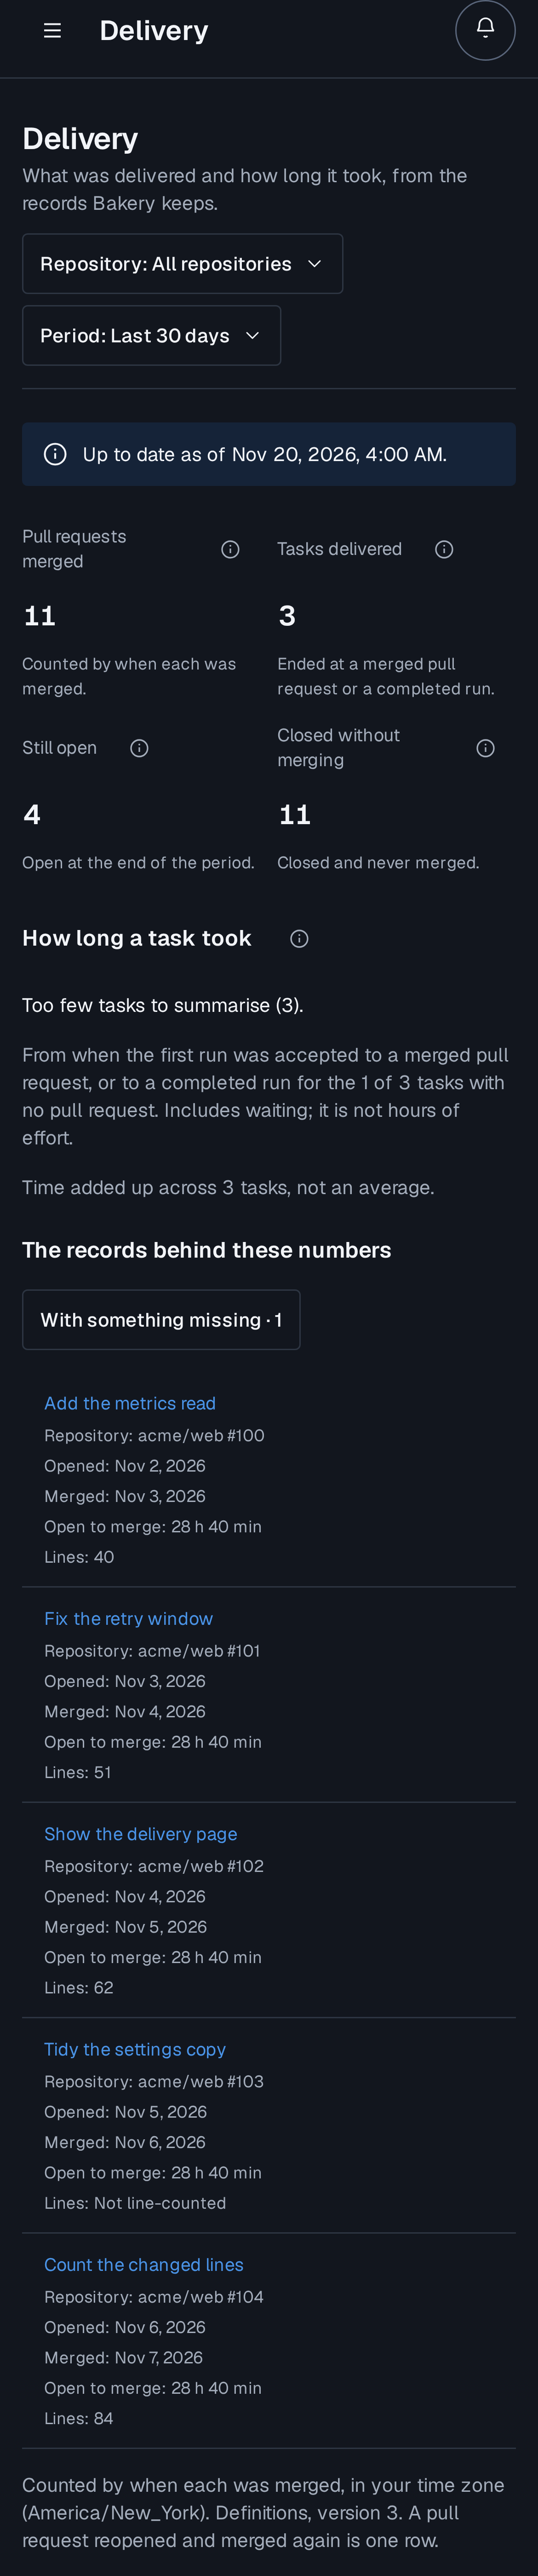 Delivery
Delivery
What was delivered and how long it took, from the
records Bakery keeps.
Repository: All repositories
Period: Last 30 days
Up to date as of Nov 20, 2026, 4:00 AM.
Pull requests
merged
Tasks delivered
11
3
Counted by when each was
merged.
Ended at a merged pull
request or a completed run.
Still open
Closed without
merging
4
11
Open at the end of the period.
Closed and never merged.
How long a task took
Too few tasks to summarise (3).
From when the first run was accepted to a merged pull
request, or to a completed run for the 1 of 3 tasks with
no pull request. Includes waiting; it is not hours of
effort.
Time added up across 3 tasks, not an average.
The records behind these numbers
With something missing · 1
Add the metrics read
Repository: acme/web #100
Opened: Nov 2, 2026
Merged: Nov 3, 2026
Open to merge: 28 h 40 min
Lines: 40
Fix the retry window
Repository: acme/web #101
Opened: Nov 3, 2026
Merged: Nov 4, 2026
Open to merge: 28 h 40 min
Lines: 51
Show the delivery page
Repository: acme/web #102
Opened: Nov 4, 2026
Merged: Nov 5, 2026
Open to merge: 28 h 40 min
Lines: 62
Tidy the settings copy
Repository: acme/web #103
Opened: Nov 5, 2026
Merged: Nov 6, 2026
Open to merge: 28 h 40 min
Lines: Not line-counted
Count the changed lines
Repository: acme/web #104
Opened: Nov 6, 2026
Merged: Nov 7, 2026
Open to merge: 28 h 40 min
Lines: 84
Counted by when each was merged, in your time zone
(America/New_York). Definitions, version 3. A pull
request reopened and merged again is one row.